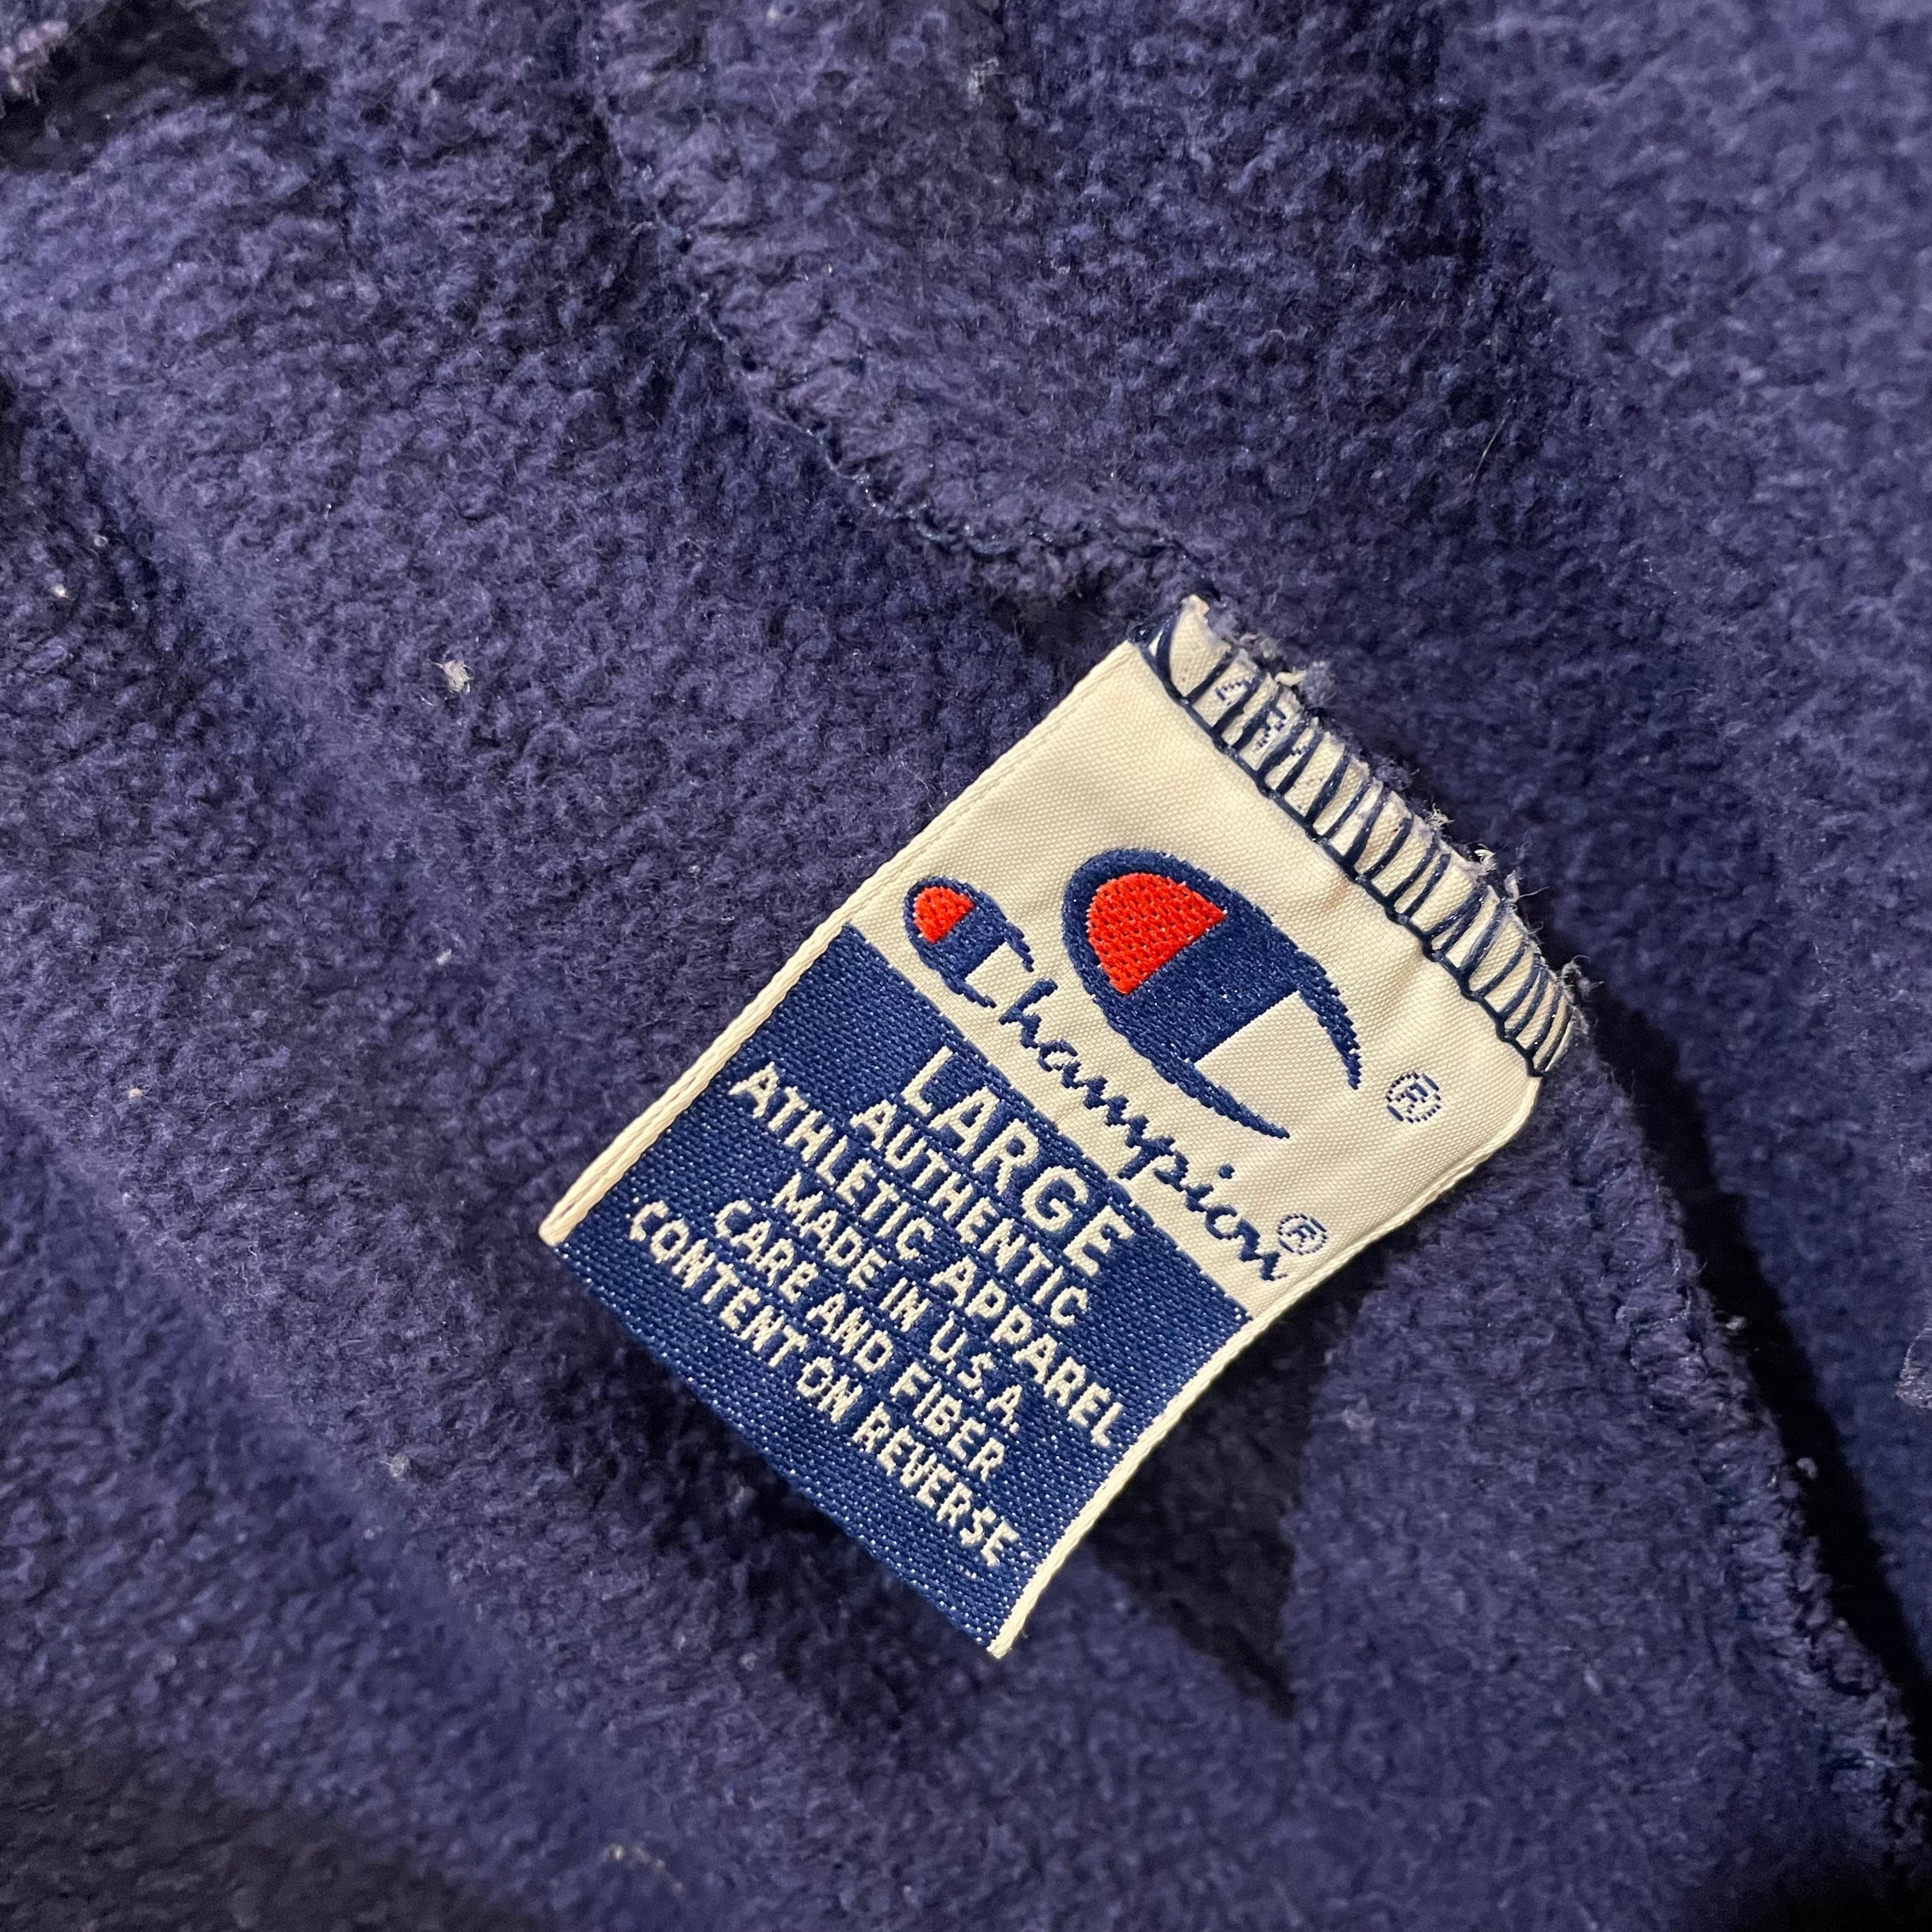 ®
Champion®
LARGE
AUTHENTIC
ATHLETIC APPAREL
MADE IN U.S.A.
CARE AND FIBER
CONTENT ON REVERSE